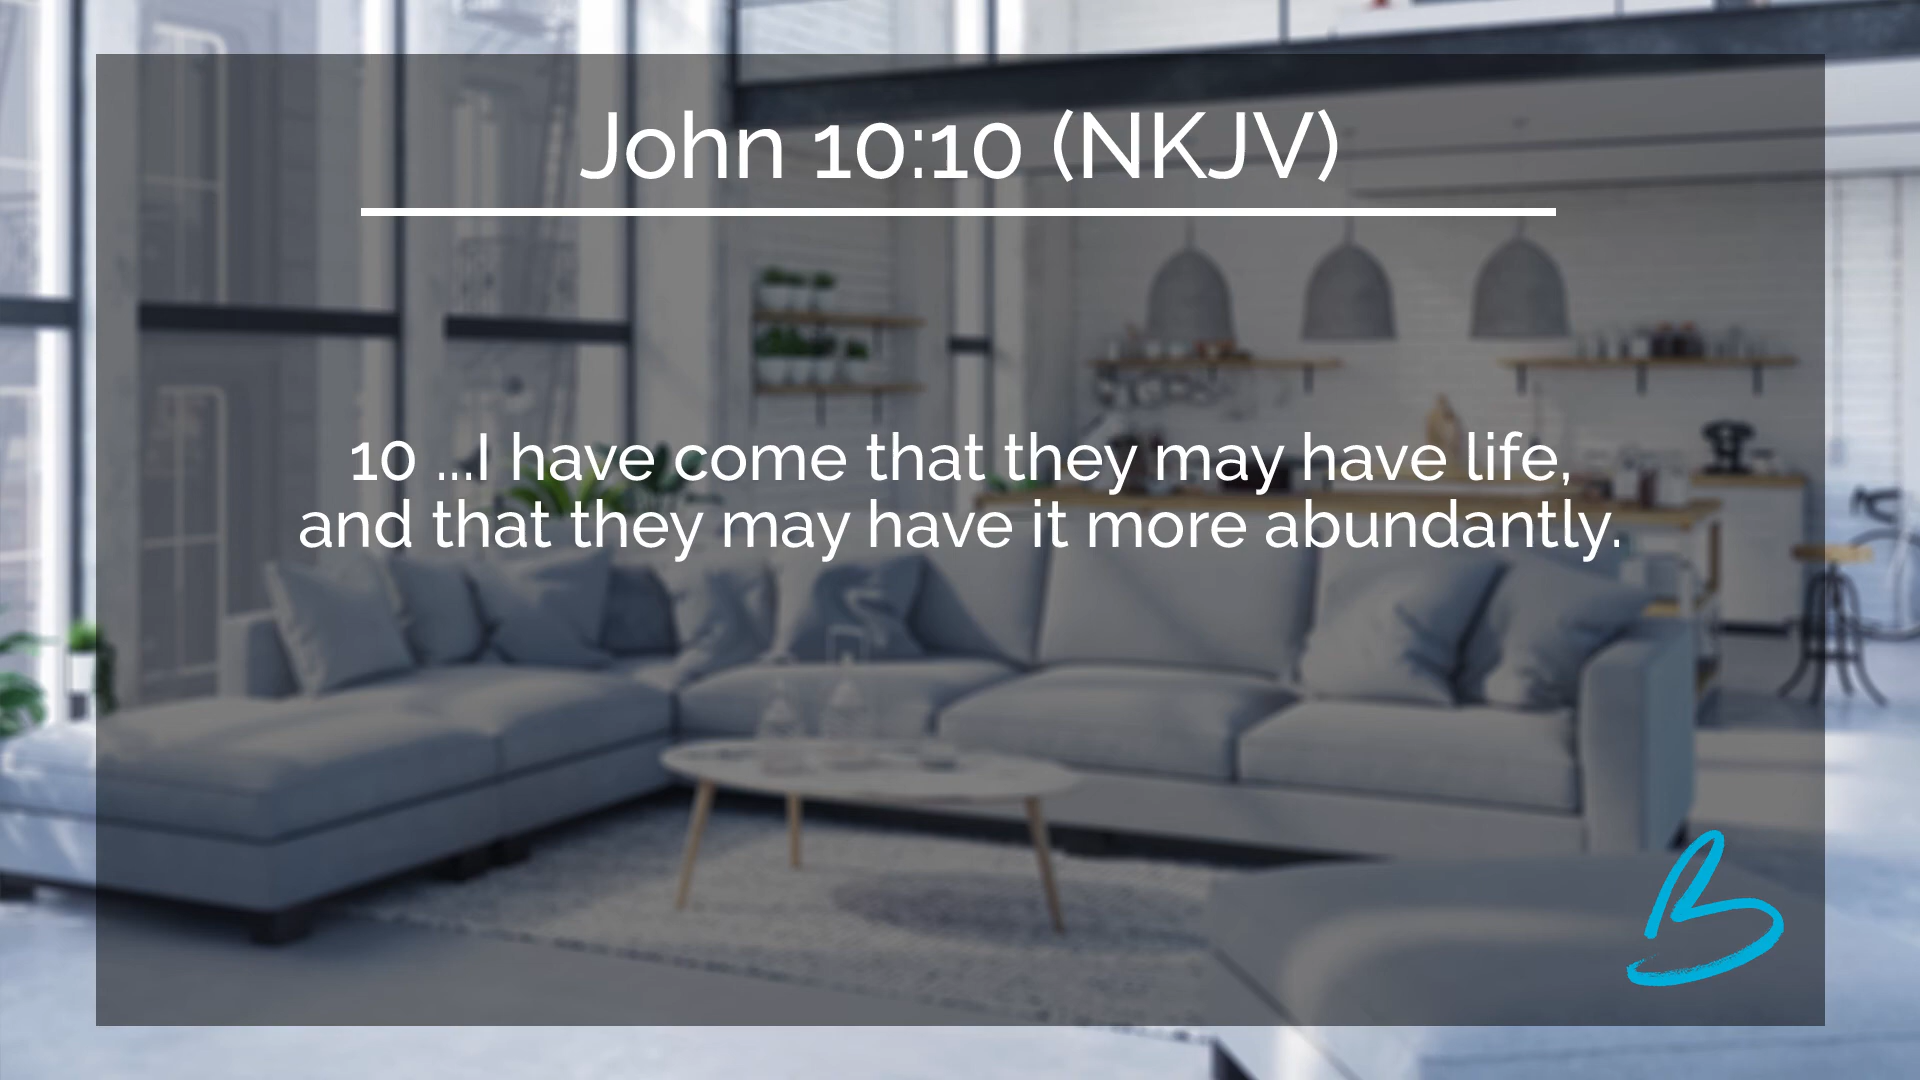 John 10:10 (NKJV)
10 ...I have come that they may have life,
and that they may have it more abundantly.
B